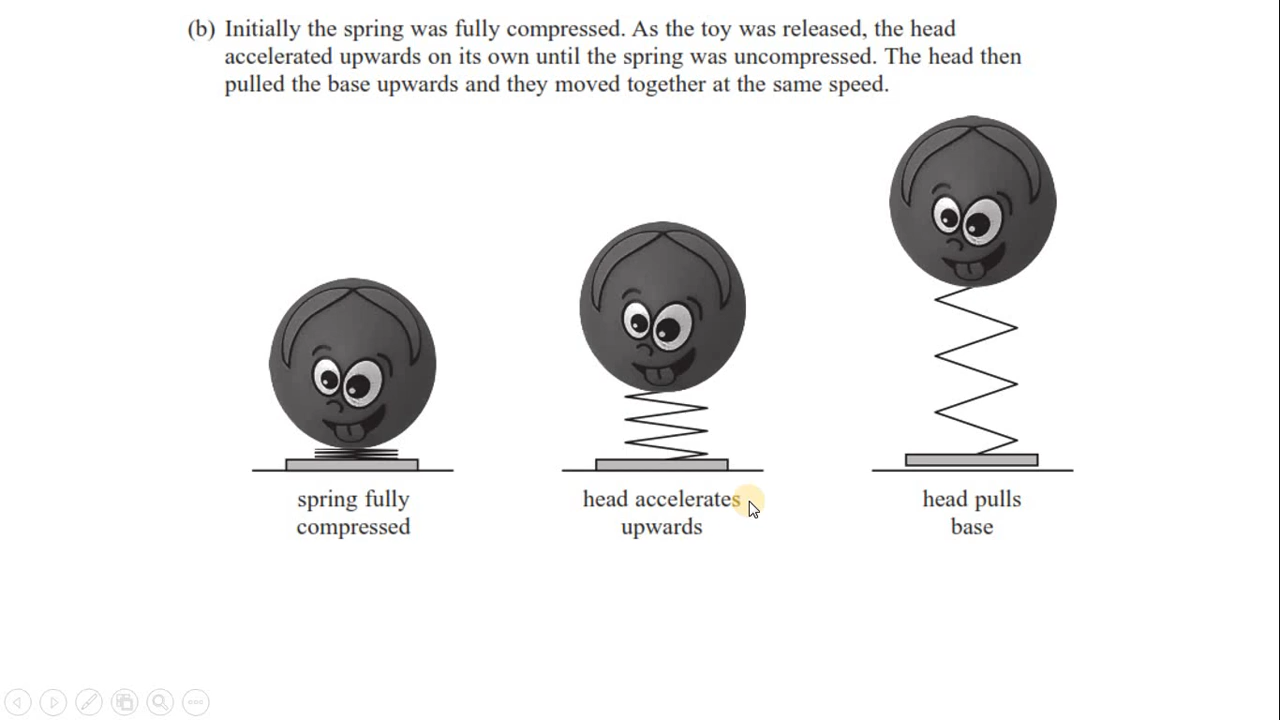 (b) Initially the spring was fully compressed. As the toy was released, the head
accelerated upwards on its own until the spring was uncompressed. The head then
pulled the base upwards and they moved together at the same speed.
spring fully
compressed
head accelerates
upwards
head pulls
base